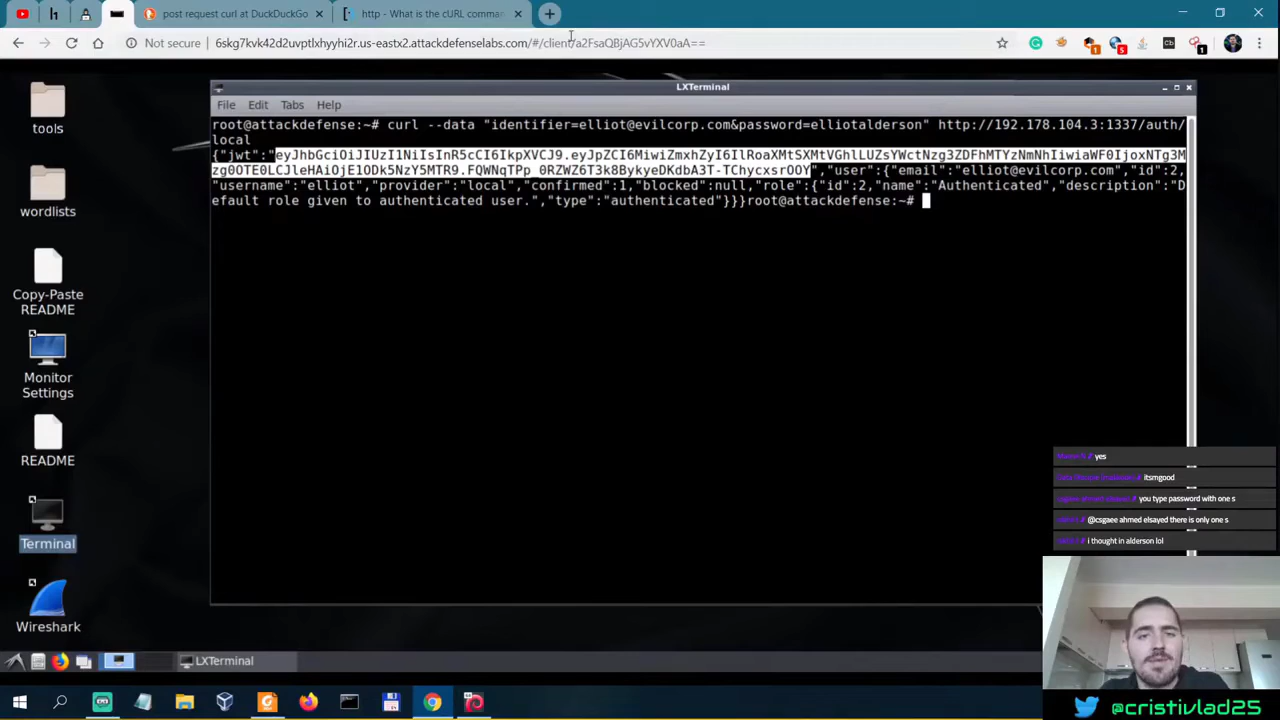 post request curl at DuckDuckGo
http - What is the cURL comman
Not secure
6skg7kvk42d2uvptlxhyyhi2r.us-eastx2.attackdefenselabs.com/#/client/a2FsaQBjAG5vYXV0aA==
LXTerminal
File Edit Tabs Help
root@attackdefense:~# curl --data "identifier=elliot@evilcorp.com&password=elliotalderson" http://192.178.104.3:1337/auth/
local
{"jwt":"eyJhbGciOiJIUzI1NiIsInR5cCI6IkpXVCJ9.eyJpZCI6MiwiZmxhZyI6IlRoaXMtSXMtVGhlLUZsYWctNzg3ZDFhMTYzNmNhIiwiaWF0IjoxNTg3M
zg0OTE0LCJleHAiOjE1ODk5NzY5MTR9.FQWNqTPp_0RZWZ6T3k8BykyeDKdbA3T-TChycxsrOOY","user":{"email":"elliot@evilcorp.com","id":2,
"username":"elliot","provider":"local","confirmed":1,"blocked":null,"role":{"id":2,"name":"Authenticated","description":"D
efault role given to authenticated user.","type":"authenticated"}}}root@attackdefense:~#
tools
wordlists
Copy-Paste
README
Monitor
Settings
README
Terminal
Wireshark
yes
itsmgood
you type password with one s
@csgaee ahmed elsayed there is only one s
i thought in alderson lol
LXTerminal
@cristivlad25